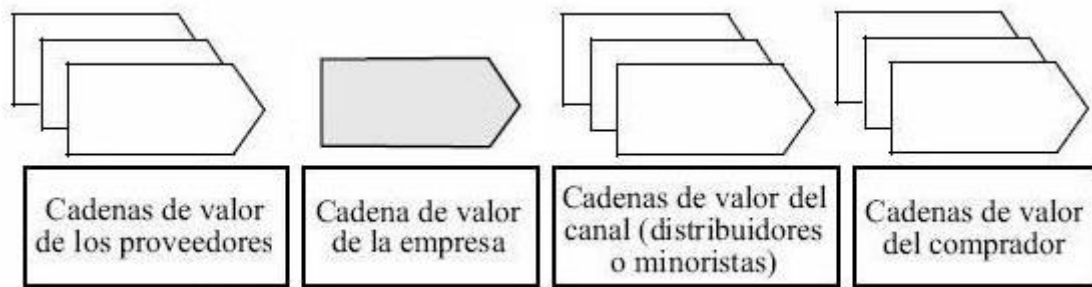 Cadenas de valor
de los proveedores
Cadena de valor
de la empresa
Cadenas de valor del
canal (distribuidores
o minoristas)
Cadenas de valor
del comprador